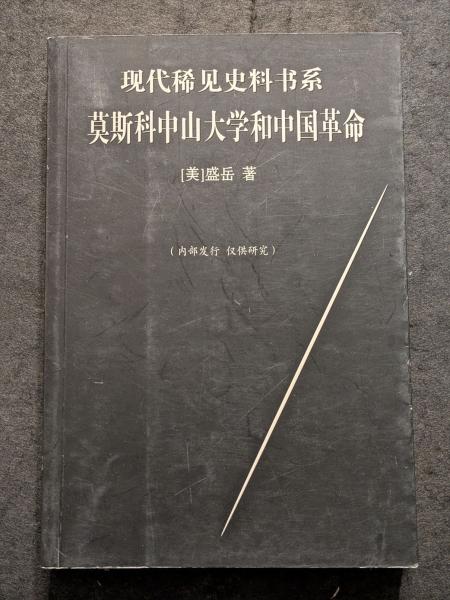 现代稀见史料书系
莫斯科中山大学和中国革命
[美]盛岳 著
（内部发行 仅供研究）